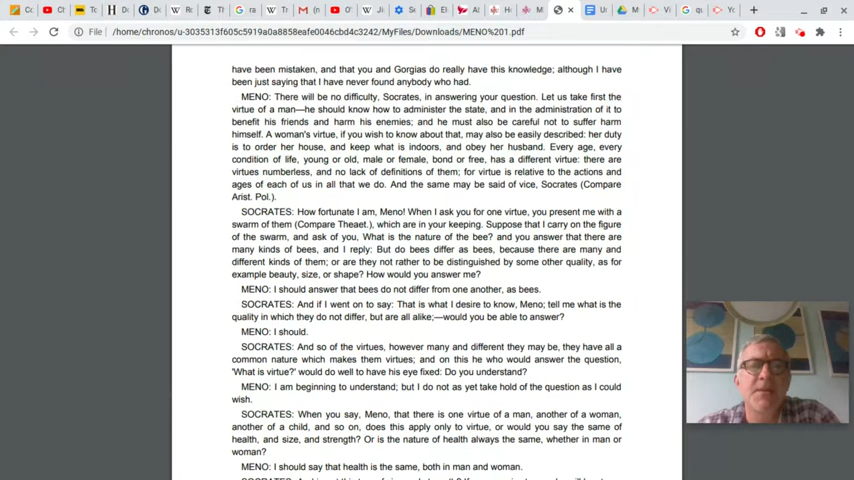 File | /home/chronos/u-3035313f605c5919a0a8858eafe0046cbd4c3242/MyFiles/Downloads/MENO%201.pdf
have been mistaken, and that you and Gorgias do really have this knowledge; although I have
been just saying that I have never found anybody who had.
MENO: There will be no difficulty, Socrates, in answering your question. Let us take first the
virtue of a man—he should know how to administer the state, and in the administration of it to
benefit his friends and harm his enemies; and he must also be careful not to suffer harm
himself. A woman's virtue, if you wish to know about that, may also be easily described: her duty
is to order her house, and keep what is indoors, and obey her husband. Every age, every
condition of life, young or old, male or female, bond or free, has a different virtue: there are
virtues numberless, and no lack of definitions of them; for virtue is relative to the actions and
ages of each of us in all that we do. And the same may be said of vice, Socrates (Compare
Arist. Pol.).
SOCRATES: How fortunate I am, Meno! When I ask you for one virtue, you present me with a
swarm of them (Compare Theaet.), which are in your keeping. Suppose that I carry on the figure
of the swarm, and ask of you, What is the nature of the bee? and you answer that there are
many kinds of bees, and I reply: But do bees differ as bees, because there are many and
different kinds of them; or are they not rather to be distinguished by some other quality, as for
example beauty, size, or shape? How would you answer me?
MENO: I should answer that bees do not differ from one another, as bees.
SOCRATES: And if I went on to say: That is what I desire to know, Meno; tell me what is the
quality in which they do not differ, but are all alike;—would you be able to answer?
MENO: I should.
SOCRATES: And so of the virtues, however many and different they may be, they have all a
common nature which makes them virtues; and on this he who would answer the question,
'What is virtue?' would do well to have his eye fixed: Do you understand?
MENO: I am beginning to understand; but I do not as yet take hold of the question as I could
wish.
SOCRATES: When you say, Meno, that there is one virtue of a man, another of a woman,
another of a child, and so on, does this apply only to virtue, or would you say the same of
health, and size, and strength? Or is the nature of health always the same, whether in man or
woman?
MENO: I should say that health is the same, both in man and woman.